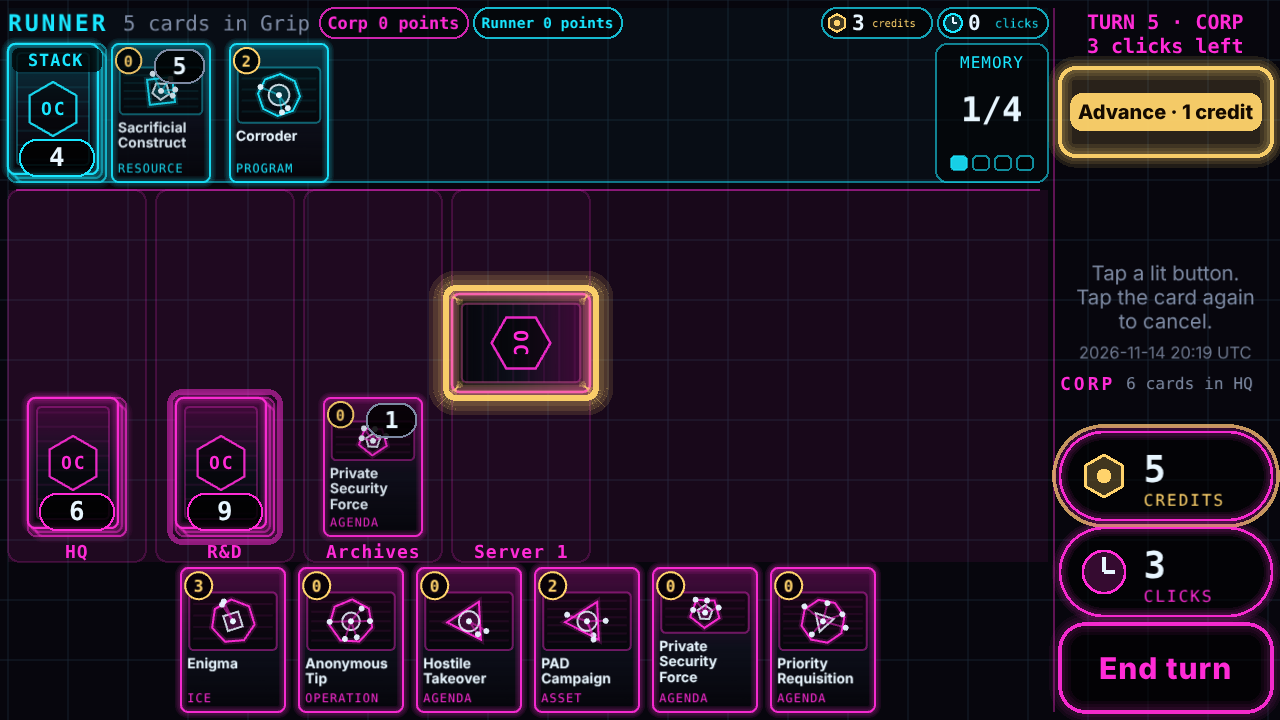 RUNNER 5 cards in Grip Corp 0 points Runner 0 points 3 credits 0 clicks
TURN 5 · CORP
3 clicks left
STACK
OC
4
0
5
Sacrificial
Construct
RESOURCE
2
Corroder
PROGRAM
MEMORY
1/4
Advance · 1 credit
Tap a lit button.
Tap the card again
to cancel.
2026-11-14 20:19 UTC
CORP 6 cards in HQ
OC
OC
6
HQ
OC
9
R&D
0
1
Private
Security
Force
AGENDA
Archives
Server 1
5
CREDITS
3
CLICKS
End turn
3
Enigma
ICE
0
Anonymous
Tip
OPERATION
0
Hostile
Takeover
AGENDA
2
PAD
Campaign
ASSET
0
Private
Security
Force
AGENDA
0
Priority
Requisition
AGENDA